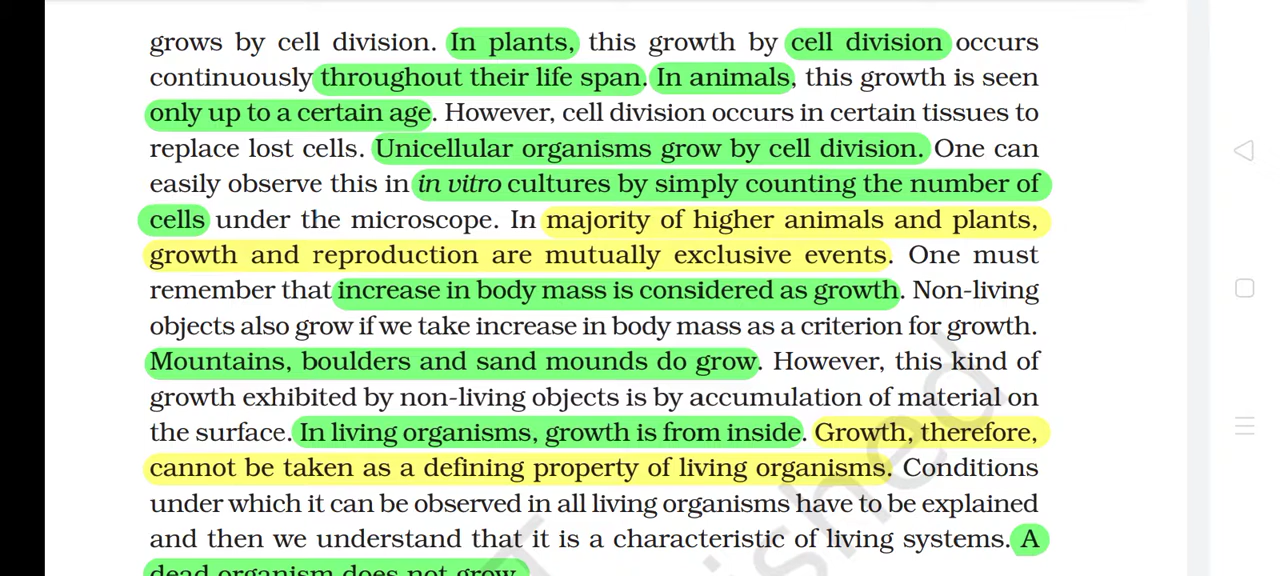 grows by cell division. In plants, this growth by cell division occurs
continuously throughout their life span. In animals, this growth is seen
only up to a certain age. However, cell division occurs in certain tissues to
replace lost cells. Unicellular organisms grow by cell division. One can
easily observe this in in vitro cultures by simply counting the number of
cells under the microscope. In majority of higher animals and plants,
growth and reproduction are mutually exclusive events. One must
remember that increase in body mass is considered as growth. Non-living
objects also grow if we take increase in body mass as a criterion for growth.
Mountains, boulders and sand mounds do grow. However, this kind of
growth exhibited by non-living objects is by accumulation of material on
the surface. In living organisms, growth is from inside. Growth, therefore,
cannot be taken as a defining property of living organisms. Conditions
under which it can be observed in all living organisms have to be explained
and then we understand that it is a characteristic of living systems. A
dead organism does not grow.